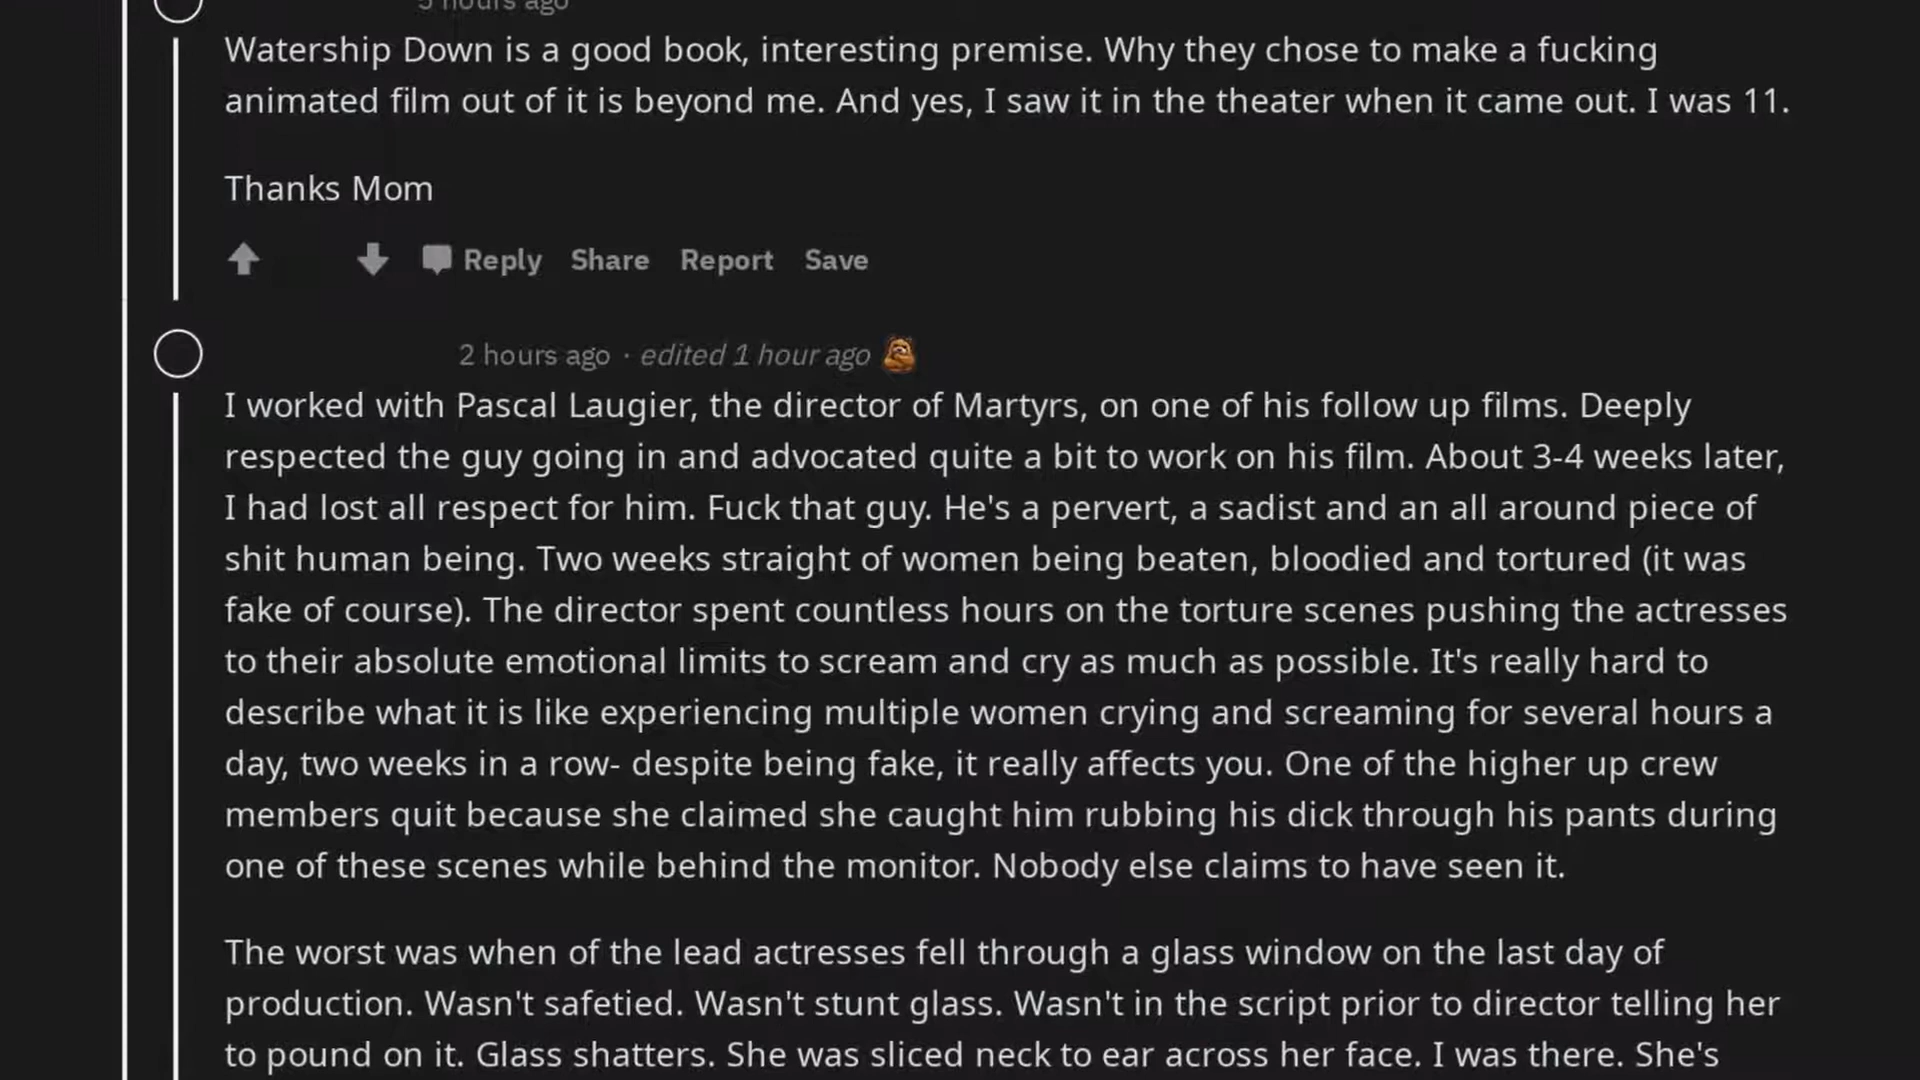 5 hours ago
Watership Down is a good book, interesting premise. Why they chose to make a fucking
animated film out of it is beyond me. And yes, I saw it in the theater when it came out. I was 11.
Thanks Mom
Reply Share Report Save
2 hours ago · edited 1 hour ago
I worked with Pascal Laugier, the director of Martyrs, on one of his follow up films. Deeply
respected the guy going in and advocated quite a bit to work on his film. About 3-4 weeks later,
I had lost all respect for him. Fuck that guy. He's a pervert, a sadist and an all around piece of
shit human being. Two weeks straight of women being beaten, bloodied and tortured (it was
fake of course). The director spent countless hours on the torture scenes pushing the actresses
to their absolute emotional limits to scream and cry as much as possible. It's really hard to
describe what it is like experiencing multiple women crying and screaming for several hours a
day, two weeks in a row- despite being fake, it really affects you. One of the higher up crew
members quit because she claimed she caught him rubbing his dick through his pants during
one of these scenes while behind the monitor. Nobody else claims to have seen it.
The worst was when of the lead actresses fell through a glass window on the last day of
production. Wasn't safetied. Wasn't stunt glass. Wasn't in the script prior to director telling her
to pound on it. Glass shatters. She was sliced neck to ear across her face. I was there. She's